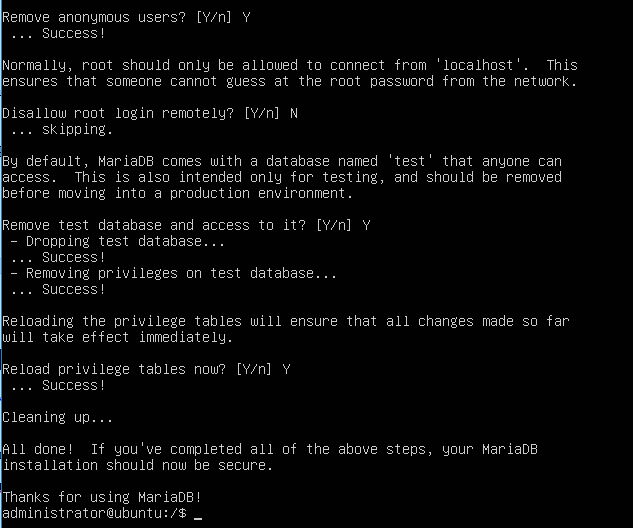 Remove anonymous users? [Y/n] Y
 ... Success!
Normally, root should only be allowed to connect from 'localhost'.  This
ensures that someone cannot guess at the root password from the network.
Disallow root login remotely? [Y/n] N
 ... skipping.
By default, MariaDB comes with a database named 'test' that anyone can
access.  This is also intended only for testing, and should be removed
before moving into a production environment.
Remove test database and access to it? [Y/n] Y
 - Dropping test database...
 ... Success!
 - Removing privileges on test database...
 ... Success!
Reloading the privilege tables will ensure that all changes made so far
will take effect immediately.
Reload privilege tables now? [Y/n] Y
 ... Success!
Cleaning up...
All done!  If you've completed all of the above steps, your MariaDB
installation should now be secure.
Thanks for using MariaDB!
administrator@ubuntu:/$ _